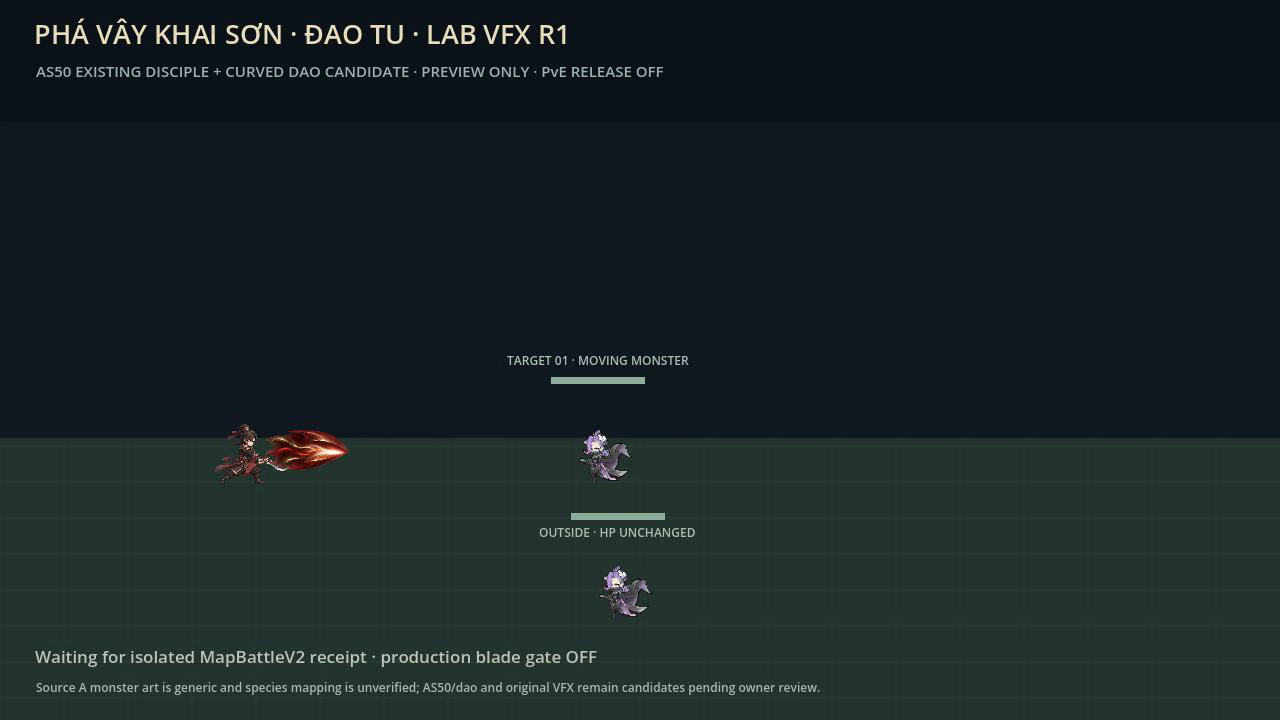 PHÁ VÂY KHAI SƠN · ĐAO TU · LAB VFX R1
AS50 EXISTING DISCIPLE + CURVED DAO CANDIDATE · PREVIEW ONLY · PvE RELEASE OFF
TARGET 01 · MOVING MONSTER
OUTSIDE · HP UNCHANGED
Waiting for isolated MapBattleV2 receipt · production blade gate OFF
Source A monster art is generic and species mapping is unverified; AS50/dao and original VFX remain candidates pending owner review.